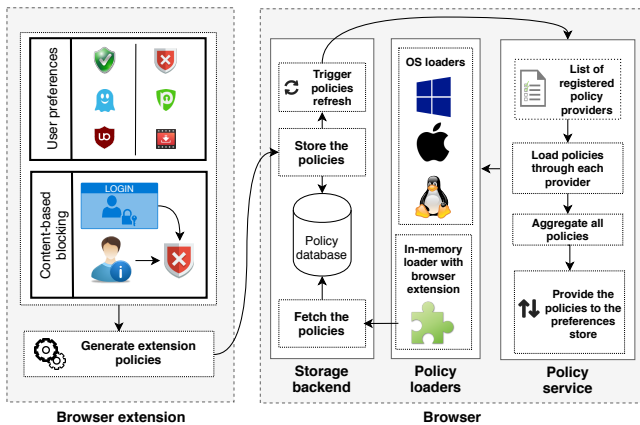 User preferences
Content-based
blocking
LOGIN
Generate extension
policies
Browser extension
Trigger
policies
refresh
Store the
policies
Policy
database
Fetch the
policies
Storage
backend
OS loaders
In-memory
loader with
browser
extension
Policy
loaders
List of
registered
policy
providers
Load policies
through each
provider
Aggregate all
policies
Provide the
policies to the
preferences
store
Policy
service
Browser